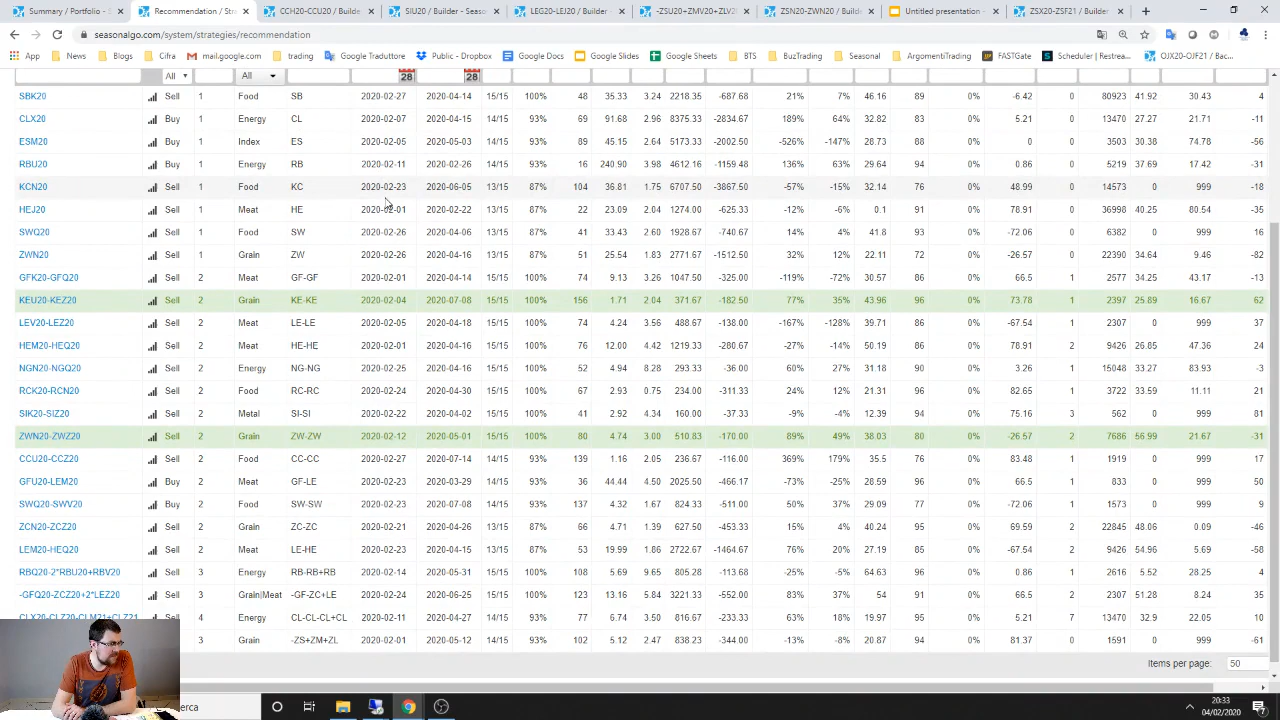 Summary / Portfolio - S
Recommendation / Stra
CCH20-CCU20 / Builder
SIU20 / Builder - Season
LEG20-LEJ20 / Builder -
-ZSU20+ZMV20+ZLV20
ZSN20-ZWN20 / Builder
Untitled presentation -
ZSX20-ZSF21 / Builder
seasonalgo.com/system/strategies/recommendation
App News Blogs Cifra mail.google.com trading Google Traduttore Public - Dropbox Google Docs Google Slides Google Sheets BTS BuzTrading Seasonal ArgomentiTrading FASTGate Scheduler | Restrea... OJX20-OJF21 / Bac...
All All 28 28
SBK20 Sell 1 Food SB 2020-02-27 2020-04-14 15/15 100% 48 35.33 3.24 2218.35 -687.68 21% 7% 46.16 89 0% -6.42 0 80923 41.92 30.43 4
CLX20 Buy 1 Energy CL 2020-02-07 2020-04-15 14/15 93% 69 91.68 2.96 8375.33 -2834.67 189% 64% 32.82 83 0% 5.21 0 13470 27.27 21.71 -11
ESM20 Buy 1 Index ES 2020-02-05 2020-05-03 14/15 93% 89 45.15 2.64 5173.33 -2002.50 -526% -147% 28.73 88 0% 0 3503 30.38 74.78 -56
RBU20 Buy 1 Energy RB 2020-02-11 2020-02-26 14/15 93% 16 240.90 3.98 4612.16 -1159.48 136% 63% 29.64 94 0% 0.86 0 5219 37.69 17.42 -31
KCN20 Sell 1 Food KC 2020-02-23 2020-06-05 13/15 87% 104 36.81 1.75 6707.50 -3867.50 -57% -15% 32.14 76 0% 48.99 0 14573 0 999 -18
HEJ20 Sell 1 Meat HE 2020-02-01 2020-02-22 13/15 87% 22 23.09 2.04 1274.00 -625.33 -12% -6% 0.1 91 0% 78.91 0 36998 40.25 80.54 -35
SWQ20 Sell 1 Food SW 2020-02-26 2020-04-06 13/15 87% 41 33.43 2.60 1928.67 -740.67 14% 4% 41.8 93 0% -72.06 0 6382 0 999 16
ZWN20 Sell 1 Grain ZW 2020-02-26 2020-04-16 13/15 87% 51 25.54 1.83 2771.67 -1512.50 32% 12% 22.11 72 0% -26.57 0 22390 34.64 9.46 -82
GFK20-GFQ20 Sell 2 Meat GF-GF 2020-02-01 2020-04-14 15/15 100% 74 9.13 3.26 1047.50 -325.00 -119% -72% 30.57 86 0% 66.5 1 2577 34.25 43.17 -13
KEU20-KEZ20 Sell 2 Grain KE-KE 2020-02-04 2020-07-08 15/15 100% 156 1.71 2.04 371.67 -182.50 77% 35% 43.96 96 0% 73.78 1 2397 25.89 16.67 62
LEV20-LEZ20 Sell 2 Meat LE-LE 2020-02-05 2020-04-18 15/15 100% 74 4.24 3.56 488.67 -138.00 -167% -128% 39.71 86 0% -67.54 1 2307 0 999 37
HEM20-HEQ20 Sell 2 Meat HE-HE 2020-02-01 2020-04-16 15/15 100% 76 12.00 4.42 1219.33 -280.67 -27% -14% 50.19 86 0% 78.91 2 9426 26.85 47.36 24
NGN20-NGQ20 Sell 2 Energy NG-NG 2020-02-25 2020-04-16 15/15 100% 52 4.94 8.28 293.33 -36.00 60% 27% 31.18 90 0% 3.26 1 15048 33.27 83.93 -3
RCK20-RCN20 Sell 2 Food RC-RC 2020-02-24 2020-04-30 15/15 100% 67 2.93 0.75 234.00 -311.33 24% 12% 21.31 96 0% 82.65 1 3722 33.59 11.11 21
SIK20-SIZ20 Sell 2 Metal SI-SI 2020-02-22 2020-04-03 15/15 100% 41 2.92 4.34 160.00 -37.33 -9% -4% 12.39 94 0% 75.16 3 562 0 999 81
ZWN20-ZWZ20 Sell 2 Grain ZW-ZW 2020-02-12 2020-05-01 15/15 100% 80 4.74 3.00 510.83 -170.00 89% 49% 38.03 80 0% -26.57 2 7686 56.99 21.67 -31
CCU20-CCZ20 Sell 2 Food CC-CC 2020-02-27 2020-07-14 14/15 93% 139 1.16 2.05 236.67 -116.00 369% 179% 35.5 76 0% 83.48 1 1919 0 999 17
GFU20-LEM20 Buy 2 Meat GF-LE 2020-02-23 2020-03-29 14/15 93% 36 44.44 4.50 2025.50 -466.17 -73% -25% 28.59 96 0% 66.5 1 833 0 999 50
SWQ20-SWV20 Buy 2 Food SW-SW 2020-02-23 2020-07-08 14/15 93% 137 4.32 1.67 824.33 -511.00 50% 37% 29.09 77 0% -72.06 1 1573 0 999 9
ZCN20-ZCZ20 Sell 2 Grain ZC-ZC 2020-02-21 2020-04-26 13/15 87% 66 4.71 1.39 627.50 -453.33 15% 4% 40.24 95 0% 69.59 2 22845 48.06 0.09 -46
LEM20-HEQ20 Sell 2 Meat LE-HE 2020-02-23 2020-04-15 13/15 87% 53 19.99 1.86 2722.67 -1464.67 76% 20% 27.19 85 0% -67.54 2 9426 54.96 5.69 -58
RBQ20-2*RBU20+RBV20 Sell 3 Energy RB-RB+RB 2020-02-14 2020-05-31 15/15 100% 108 5.69 9.65 805.28 -113.68 -25% -5% 64.63 96 0% 0.86 1 2616 5.52 28.25 4
-GFQ20-ZCZ20+2*LEZ20 Sell 3 Grain|Meat -GF-ZC+LE 2020-02-24 2020-06-25 15/15 100% 123 13.16 5.84 3221.33 -552.00 83% 37% 54 91 0% 66.5 2 2307 51.28 8.24 35
CLX20-CLZ20-CLM21+CLZ21 Sell 4 Energy CL-CL-CL+CL 2020-02-11 2020-04-27 14/15 93% 77 6.74 3.50 816.67 -233.33 63% 18% 19.97 95 0% 5.21 7 13470 32.9 22.05 10
3 Grain -ZS+ZM+ZL 2020-02-01 2020-05-12 14/15 93% 102 5.12 2.47 838.23 -344.00 -13% -8% 20.87 94 0% 81.37 1 1591 0 999 -61
Items per page: 50
erca
20:33
04/02/2020